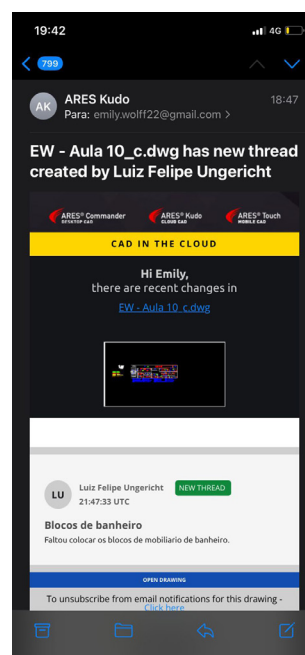 19:42
4G
799
AK
ARES Kudo
18:47
Para: emily.wolff22@gmail.com >
EW - Aula 10_c.dwg has new thread
created by Luiz Felipe Ungericht
ARES® Commander
DESKTOP CAD
ARES® Kudo
CLOUD CAD
ARES® Touch
MOBILE CAD
CAD IN THE CLOUD
Hi Emily,
there are recent changes in
EW - Aula 10_c.dwg
LU
Luiz Felipe Ungericht
NEW THREAD
21:47:33 UTC
Blocos de banheiro
Faltou colocar os blocos de mobiliario de banheiro.
OPEN DRAWING
To unsubscribe from email notifications for this drawing -
Click here